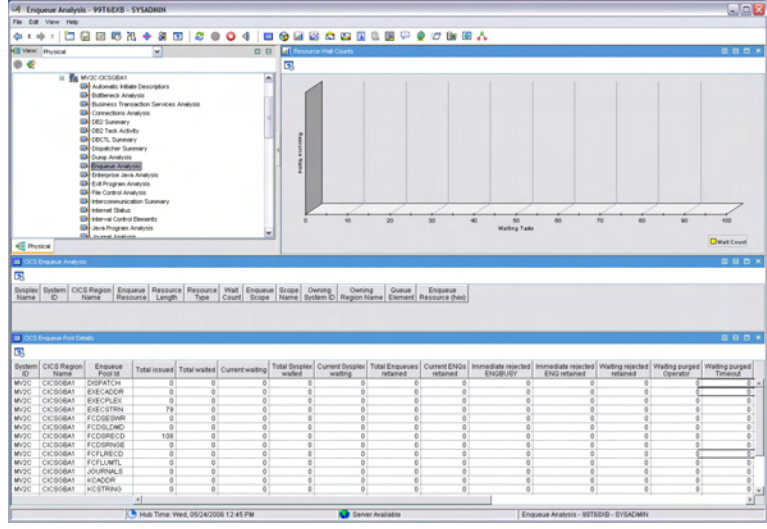 Enqueue Analysis - 99T68XB - SYSADMIN
File Edit View Help
View: Physical
Resource Wait Counts
MV2C CICSGBA1
Automatic Initiate Descriptors
Bottleneck Analysis
Business Transaction Services Analysis
Connections Analysis
DB2 Summary
DB2 Task Activity
DBCTL Summary
Dispatcher Summary
Dump Analysis
Enqueue Analysis
Enterprise Java Analysis
Exit Program Analysis
File Control Analysis
Intercommunication Summary
Internet Status
Interval Control Elements
Java Program Analysis
Journal Analysis
Physical
Resource Name
0 10 20 30 40 50 60 70 80 90 100
Waiting Tasks
Wait Count
CICS Enqueue Analysis
Sysplex Name System ID CICS Region Name Enqueue Resource Resource Length Resource Type Wait Count Enqueue Scope Scope Name Owning System ID Owning Region Name Queue Element Enqueue Resource (hex)
CICS Enqueue Pool Details
System ID CICS Region Name Enqueue Pool Id Total issued Total waited Current waiting Total Sysplex waited Current Sysplex waiting Total Enqueues retained Current ENQs retained Immediate rejected ENQBUSY Immediate rejected ENQ retained Waiting rejected retained Waiting purged Operator Waiting purged Timeout
MV2C CICSGBA1 DISPATCH 0 0 0 0 0 0 0 0 0 0 0 0
MV2C CICSGBA1 EXECADDR 0 0 0 0 0 0 0 0 0 0 0 0
MV2C CICSGBA1 EXECPLEX 0 0 0 0 0 0 0 0 0 0 0 0
MV2C CICSGBA1 EXECSTRN 79 0 0 0 0 0 0 0 0 0 0 0
MV2C CICSGBA1 FCDSESWR 0 0 0 0 0 0 0 0 0 0 0 0
MV2C CICSGBA1 FCDSLDMD 0 0 0 0 0 0 0 0 0 0 0 0
MV2C CICSGBA1 FCDSRECD 108 0 0 0 0 0 0 0 0 0 0 0
MV2C CICSGBA1 FCDSRNGE 0 0 0 0 0 0 0 0 0 0 0 0
MV2C CICSGBA1 FCFLRECD 0 0 0 0 0 0 0 0 0 0 0 0
MV2C CICSGBA1 FCFLUMTL 0 0 0 0 0 0 0 0 0 0 0 0
MV2C CICSGBA1 JOURNALS 0 0 0 0 0 0 0 0 0 0 0 0
MV2C CICSGBA1 KCADDR 0 0 0 0 0 0 0 0 0 0 0 0
MV2C CICSGBA1 KCSTRING 0 0 0 0 0 0 0 0 0 0 0 0
Hub Time: Wed, 05/24/2006 12:45 PM
Server Available
Enqueue Analysis - 99T68XB - SYSADMIN